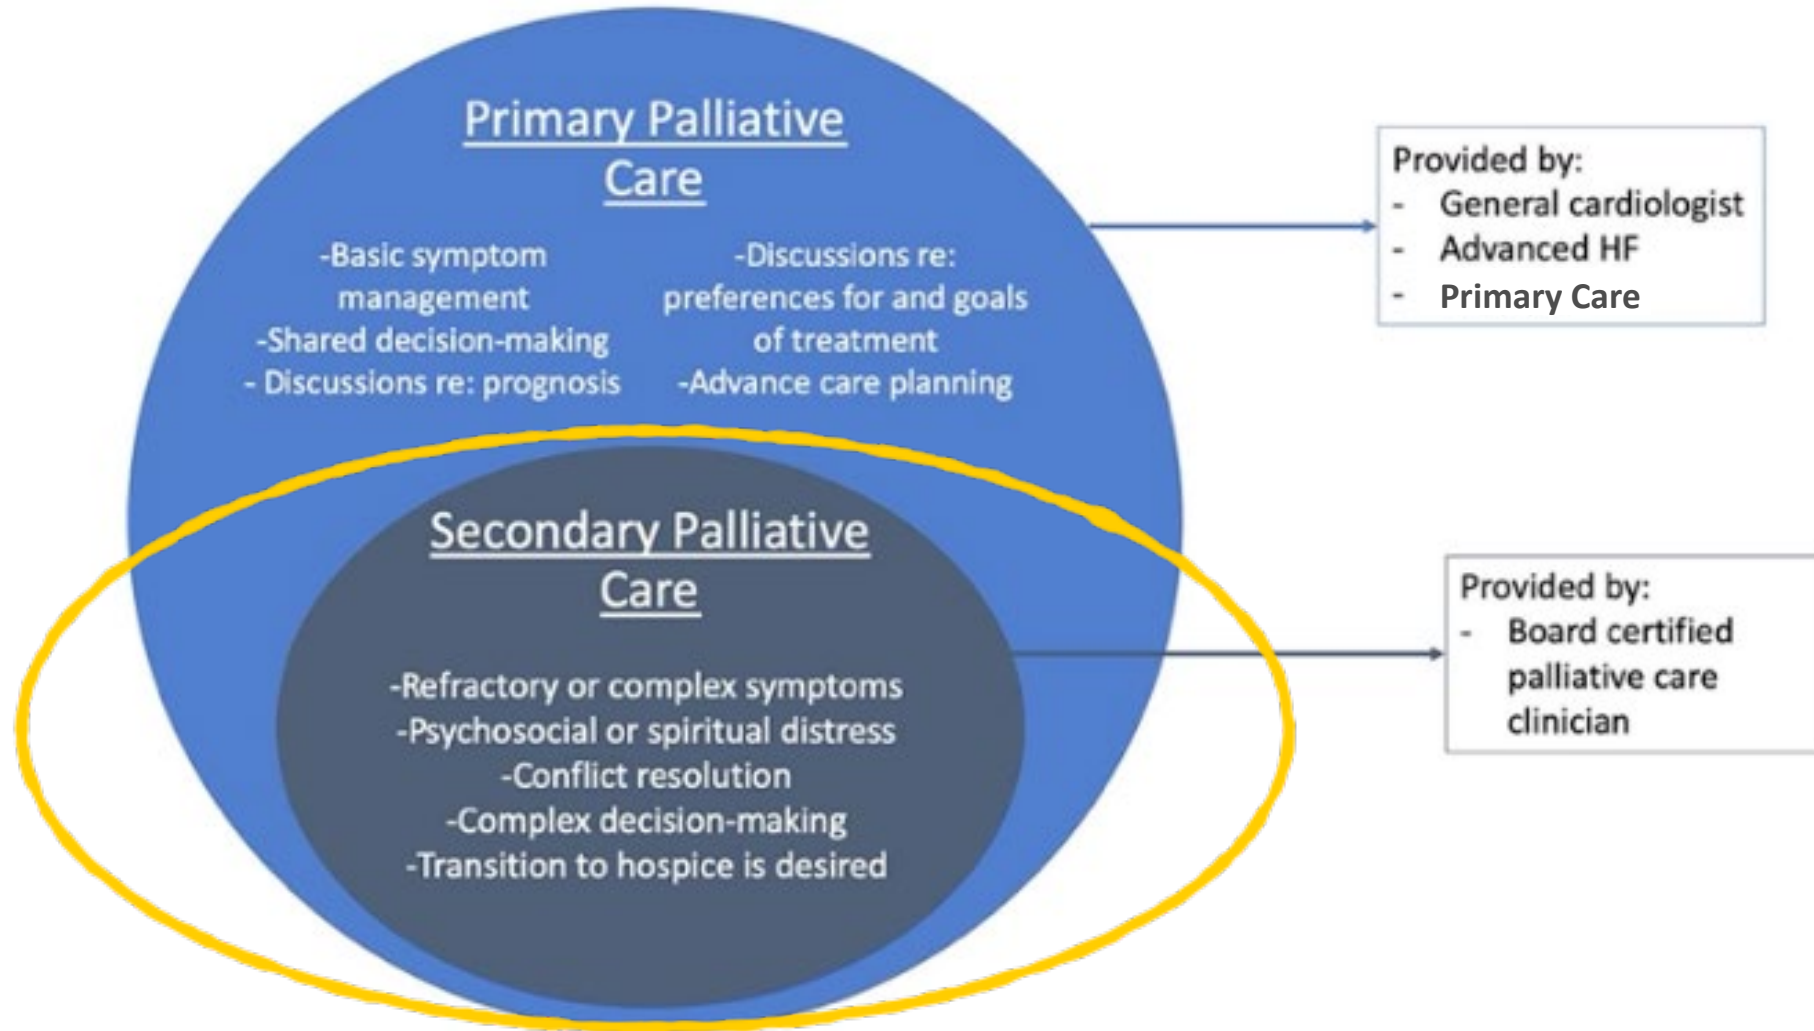 Primary Palliative
Care
-Basic symptom
management
-Shared decision-making
- Discussions re: prognosis
-Discussions re:
preferences for and goals
of treatment
-Advance care planning
Provided by:
- General cardiologist
- Advanced HF
- Primary Care
Secondary Palliative
Care
-Refractory or complex symptoms
-Psychosocial or spiritual distress
-Conflict resolution
-Complex decision-making
-Transition to hospice is desired
Provided by:
- Board certified
palliative care
clinician